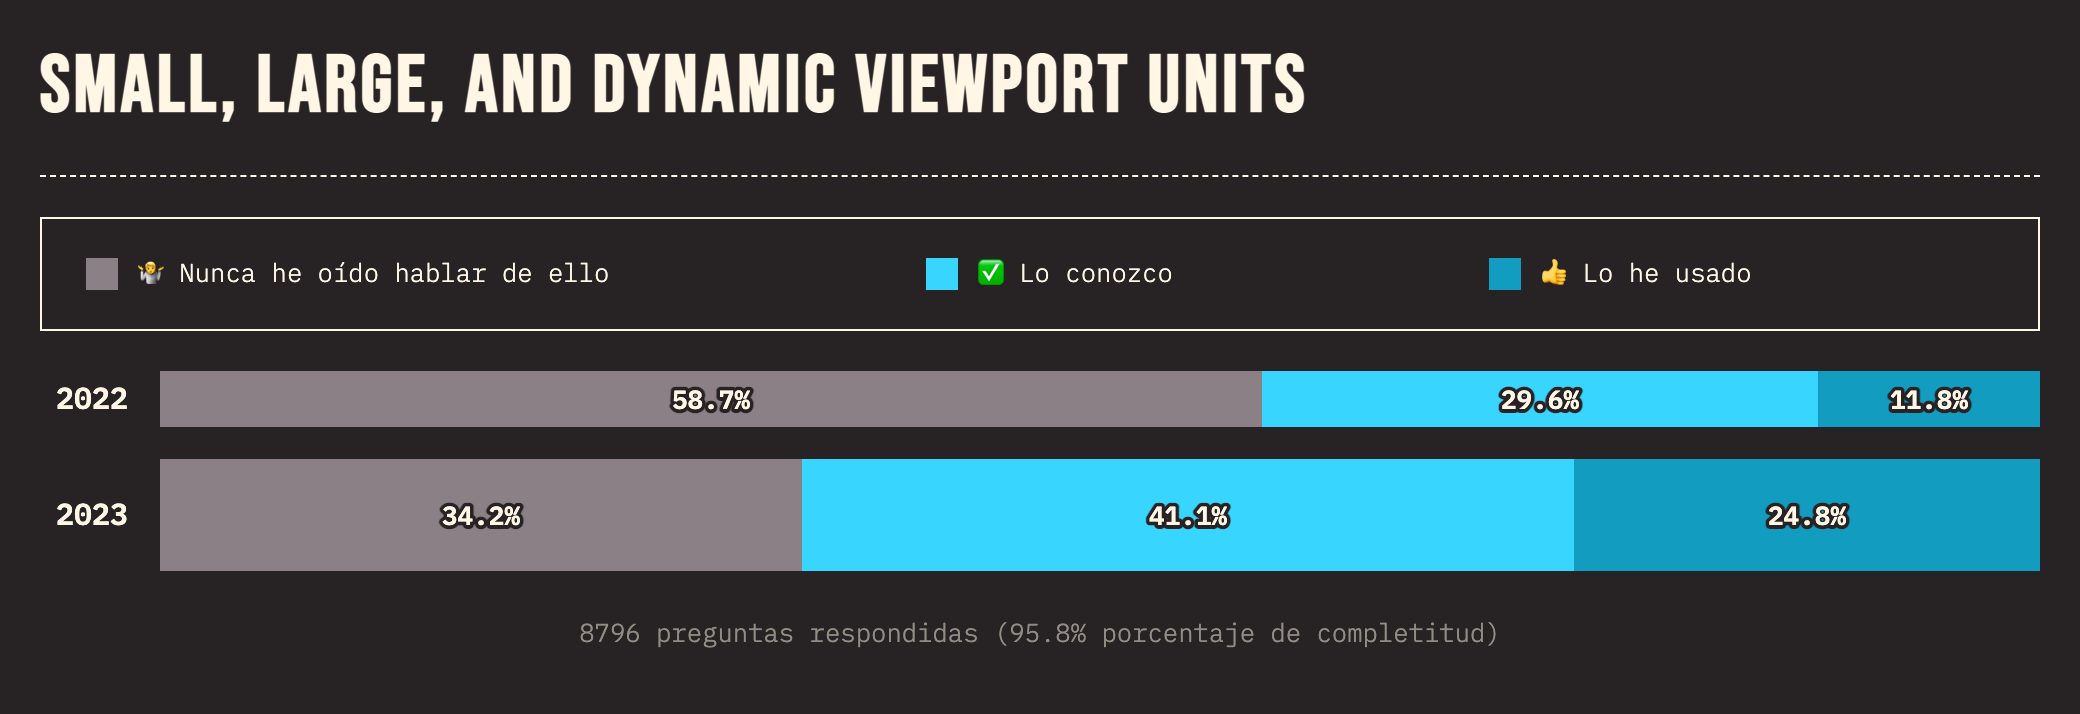 SMALL, LARGE, AND DYNAMIC VIEWPORT UNITS
Nunca he oído hablar de ello
Lo conozco
Lo he usado
2022 58.7% 29.6% 11.8%
2023 34.2% 41.1% 24.8%
8796 preguntas respondidas (95.8% porcentaje de completitud)